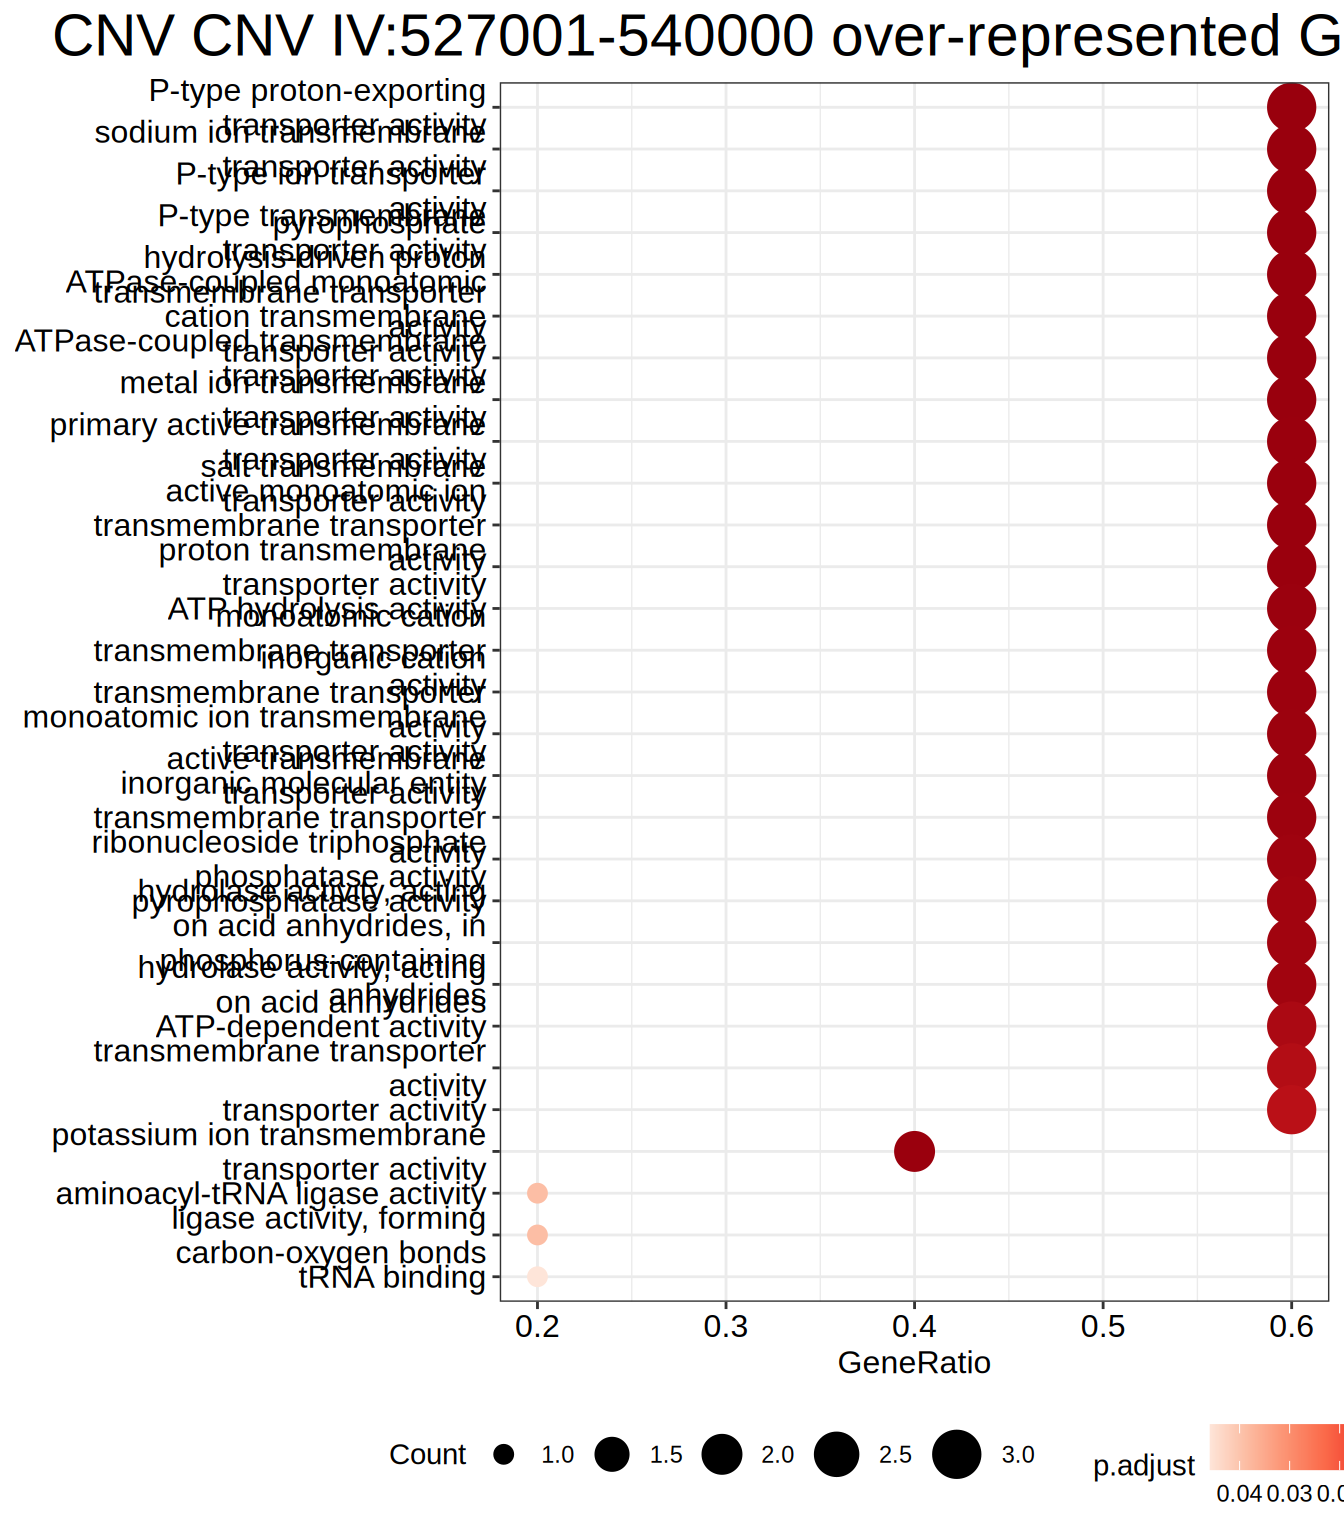 CNV CNV IV:527001-540000 over-represented G
P-type proton-exporting
transporter activity
sodium ion transmembrane
transporter activity
P-type ion transporter
activity
P-type transmembrane
transporter activity
pyrophosphate
hydrolysis-driven proton
transmembrane transporter
activity
ATPase-coupled monoatomic
cation transmembrane
transporter activity
ATPase-coupled transmembrane
transporter activity
metal ion transmembrane
transporter activity
primary active transmembrane
transporter activity
salt transmembrane
transporter activity
active monoatomic ion
transmembrane transporter
activity
proton transmembrane
transporter activity
ATP hydrolysis activity
monoatomic cation
transmembrane transporter
activity
inorganic cation
transmembrane transporter
activity
monoatomic ion transmembrane
transporter activity
active transmembrane
transporter activity
inorganic molecular entity
transmembrane transporter
activity
ribonucleoside triphosphate
phosphatase activity
pyrophosphatase activity
hydrolase activity, acting
on acid anhydrides, in
phosphorus-containing
anhydrides
hydrolase activity, acting
on acid anhydrides
ATP-dependent activity
transmembrane transporter
activity
transporter activity
potassium ion transmembrane
transporter activity
aminoacyl-tRNA ligase activity
ligase activity, forming
carbon-oxygen bonds
tRNA binding
0.2 0.3 0.4 0.5 0.6
GeneRatio
Count 1.0 1.5 2.0 2.5 3.0
p.adjust
0.04 0.03 0.0